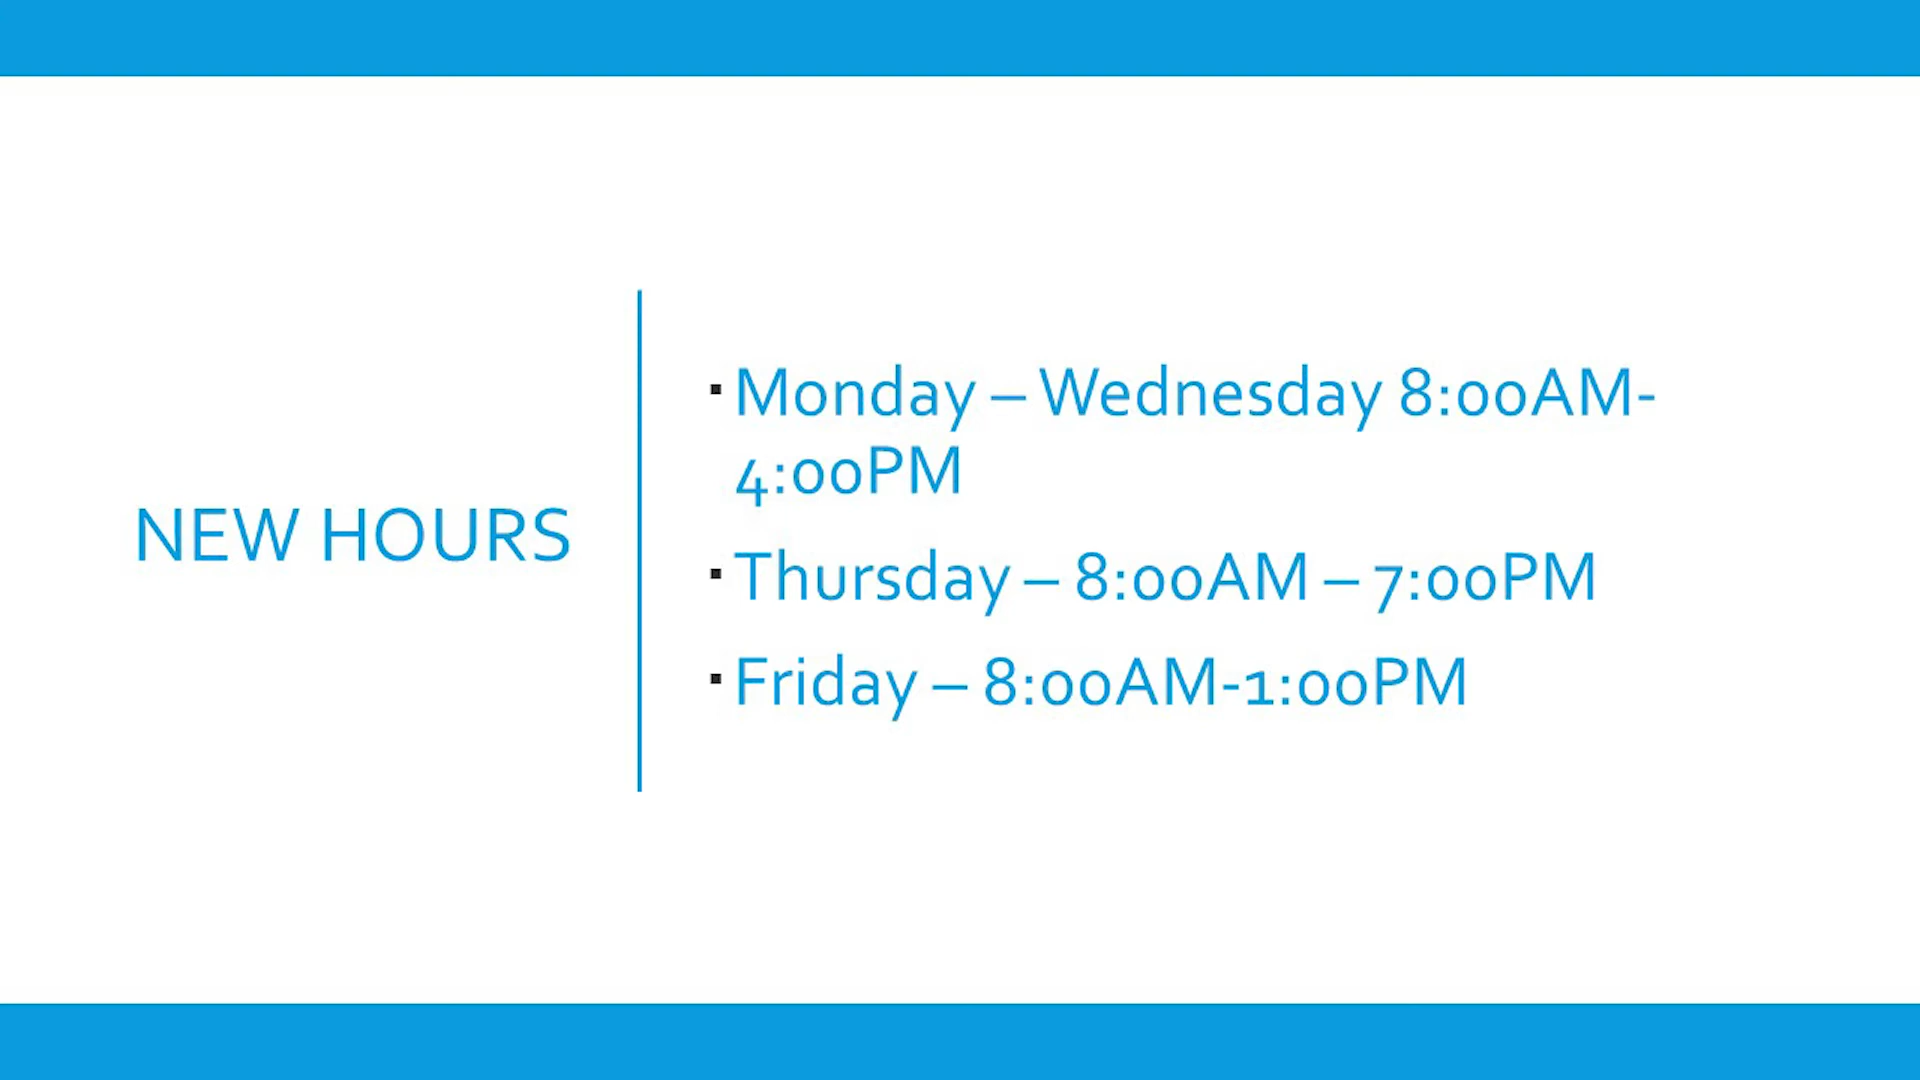 NEW HOURS
▪ Monday – Wednesday 8:00AM-
4:00PM
▪ Thursday – 8:00AM – 7:00PM
▪ Friday – 8:00AM-1:00PM